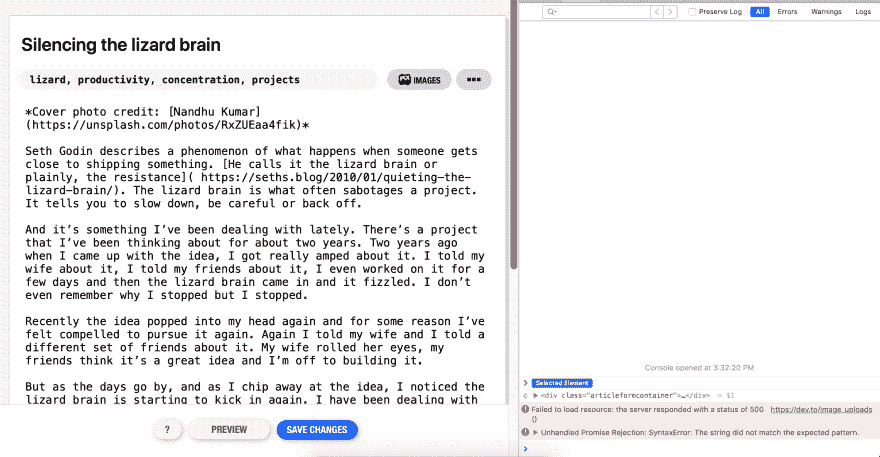 Silencing the lizard brain
lizard, productivity, concentration, projects
IMAGES
*Cover photo credit: [Nandhu Kumar]
(https://unsplash.com/photos/RxZUEaa4fik)*
Seth Godin describes a phenomenon of what happens when someone gets
close to shipping something. [He calls it the lizard brain or
plainly, the resistance]( https://seths.blog/2010/01/quieting-the-
lizard-brain/). The lizard brain is what often sabotages a project.
It tells you to slow down, be careful or back off.
And it's something I've been dealing with lately. There's a project
that I've been thinking about for about two years. Two years ago
when I came up with the idea, I got really amped about it. I told my
wife about it, I told my friends about it, I even worked on it for a
few days and then the lizard brain came in and it fizzled. I don't
even remember why I stopped but I stopped.
Recently the idea popped into my head again and for some reason I've
felt compelled to pursue it again. Again I told my wife and I told a
different set of friends about it. My wife rolled her eyes, my
friends think it's a great idea and I'm off to building it.
But as the days go by, and as I chip away at the idea, I noticed the
lizard brain is starting to kick in again. I have been dealing with
?
PREVIEW
SAVE CHANGES
Preserve Log
All
Errors
Warnings
Logs
Console opened at 3:32:20 PM
Selected Element
<div class="articleformcontainer">…</div> = $1
Failed to load resource: the server responded with a status of 500 https://dev.to/image_uploads
()
Unhandled Promise Rejection: SyntaxError: The string did not match the expected pattern.